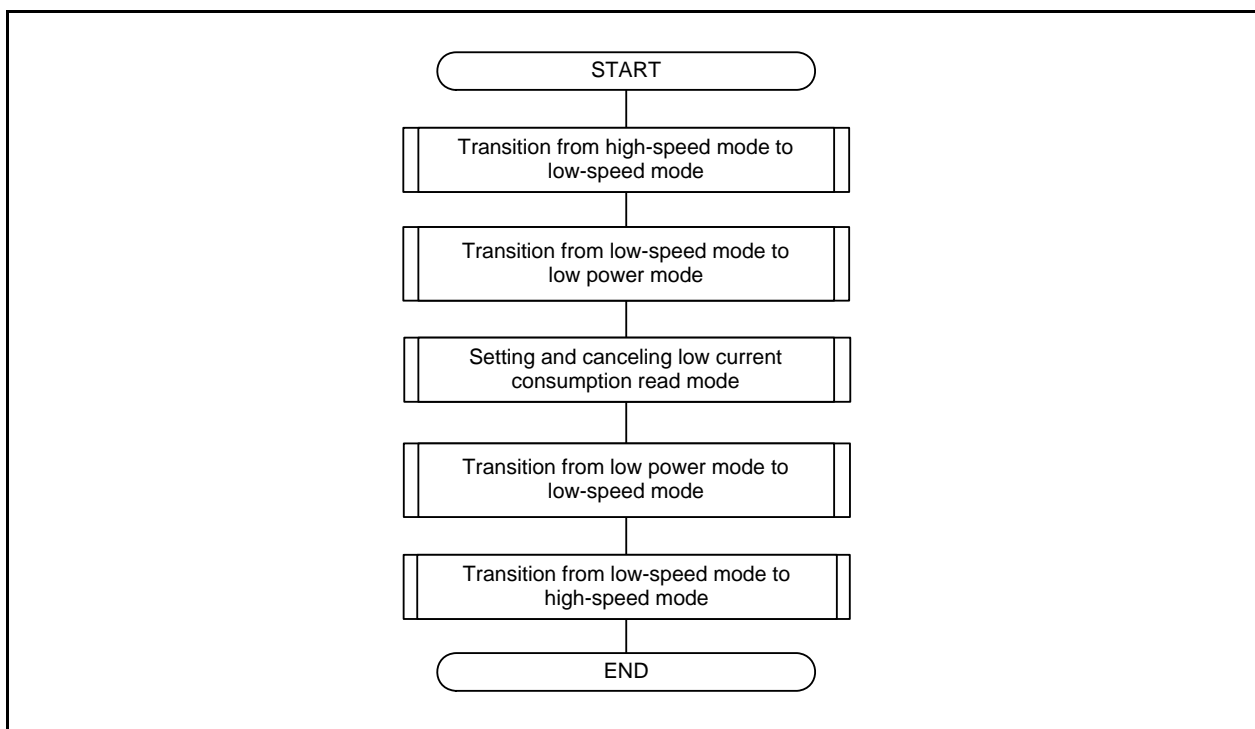 START
Transition from high-speed mode to
low-speed mode
Transition from low-speed mode to
low power mode
Setting and canceling low current
consumption read mode
Transition from low power mode to
low-speed mode
Transition from low-speed mode to
high-speed mode
END